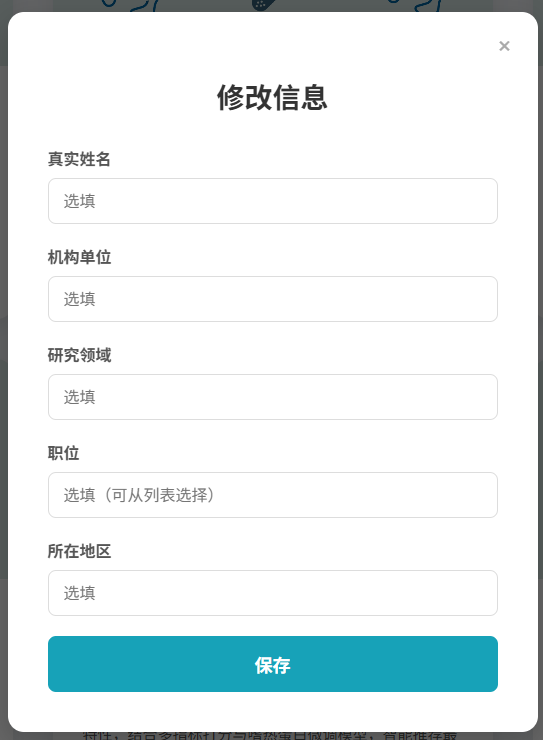 ×
修改信息
真实姓名
选填
机构单位
选填
研究领域
选填
职位
选填（可从列表选择）
所在地区
选填
保存